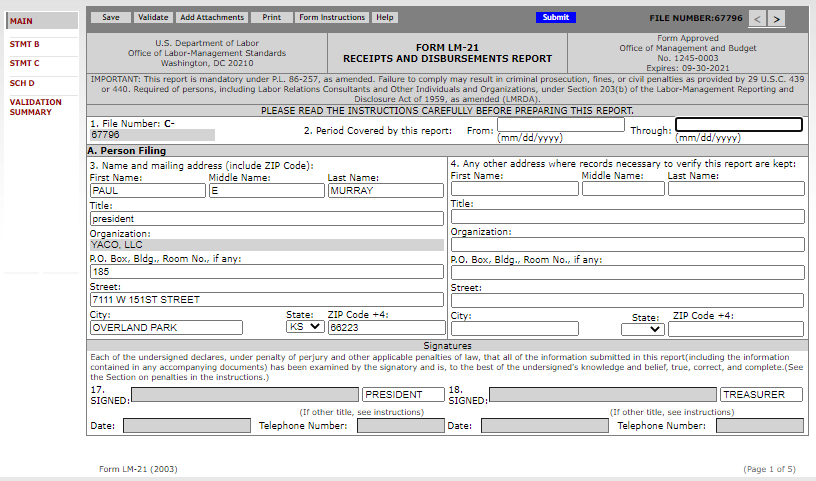 MAIN
STMT B
STMT C
SCH D
VALIDATION
SUMMARY
Save Validate Add Attachments Print Form Instructions Help Submit FILE NUMBER:67796 < >
U.S. Department of Labor
Office of Labor-Management Standards
Washington, DC 20210
FORM LM-21
RECEIPTS AND DISBURSEMENTS REPORT
Form Approved
Office of Management and Budget
No. 1245-0003
Expires: 09-30-2021
IMPORTANT: This report is mandatory under P.L. 86-257, as amended. Failure to comply may result in criminal prosecution, fines, or civil penalties as provided by 29 U.S.C. 439
or 440. Required of persons, including Labor Relations Consultants and Other Individuals and Organizations, under Section 203(b) of the Labor-Management Reporting and
Disclosure Act of 1959, as amended (LMRDA).
PLEASE READ THE INSTRUCTIONS CAREFULLY BEFORE PREPARING THIS REPORT.
1. File Number: C-
67796
2. Period Covered by this report: From: Through:
(mm/dd/yyyy) (mm/dd/yyyy)
A. Person Filing
3. Name and mailing address (include ZIP Code):
First Name: Middle Name: Last Name:
PAUL E MURRAY
Title:
president
Organization:
YACO, LLC
P.O. Box, Bldg., Room No., if any:
185
Street:
7111 W 151ST STREET
City: State: ZIP Code +4:
OVERLAND PARK KS 66223
4. Any other address where records necessary to verify this report are kept:
First Name: Middle Name: Last Name:
Title:
Organization:
P.O. Box, Bldg., Room No., if any:
Street:
City: State: ZIP Code +4:
Signatures
Each of the undersigned declares, under penalty of perjury and other applicable penalties of law, that all of the information submitted in this report(including the information
contained in any accompanying documents) has been examined by the signatory and is, to the best of the undersigned's knowledge and belief, true, correct, and complete.(See
the Section on penalties in the instructions.)
17.
SIGNED: PRESIDENT
(If other title, see instructions)
Date: Telephone Number:
18.
SIGNED: TREASURER
(If other title, see instructions)
Date: Telephone Number:
Form LM-21 (2003) (Page 1 of 5)